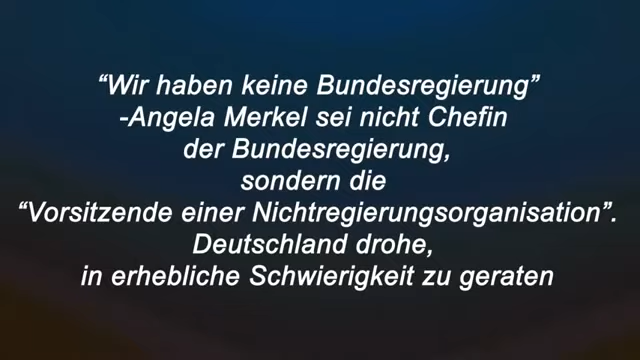 “Wir haben keine Bundesregierung”
-Angela Merkel sei nicht Chefin
der Bundesregierung,
sondern die
“Vorsitzende einer Nichtregierungsorganisation”.
Deutschland drohe,
in erhebliche Schwierigkeit zu geraten